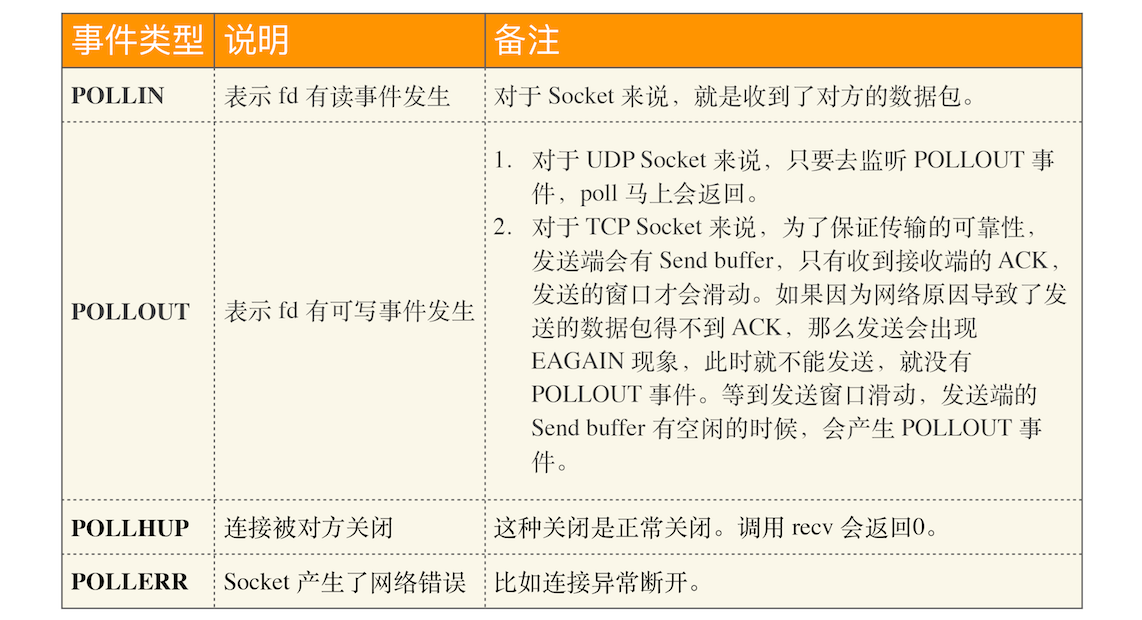 事件类型 说明 备注
POLLIN 表示 fd 有读事件发生 对于 Socket 来说，就是收到了对方的数据包。
POLLOUT 表示 fd 有可写事件发生
1. 对于 UDP Socket 来说，只要去监听 POLLOUT 事
件，poll 马上会返回。
2. 对于 TCP Socket 来说，为了保证传输的可靠性，
发送端会有 Send buffer，只有收到接收端的 ACK，
发送的窗口才会滑动。如果因为网络原因导致了发
送的数据包得不到 ACK，那么发送会出现
EAGAIN 现象，此时就不能发送，就没有
POLLOUT 事件。等到发送窗口滑动，发送端的
Send buffer 有空闲的时候，会产生 POLLOUT 事
件。
POLLHUP 连接被对方关闭 这种关闭是正常关闭。调用 recv 会返回0。
POLLERR Socket 产生了网络错误 比如连接异常断开。